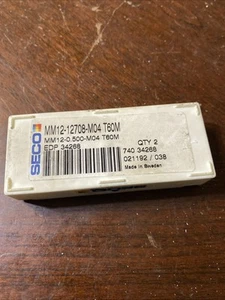 SECO
MM12-12708-M04 T60M
MM12-0.500-M04 T60M
EDP 34268
QTY 2
740 34268
021192 / 038
Made in Sweden